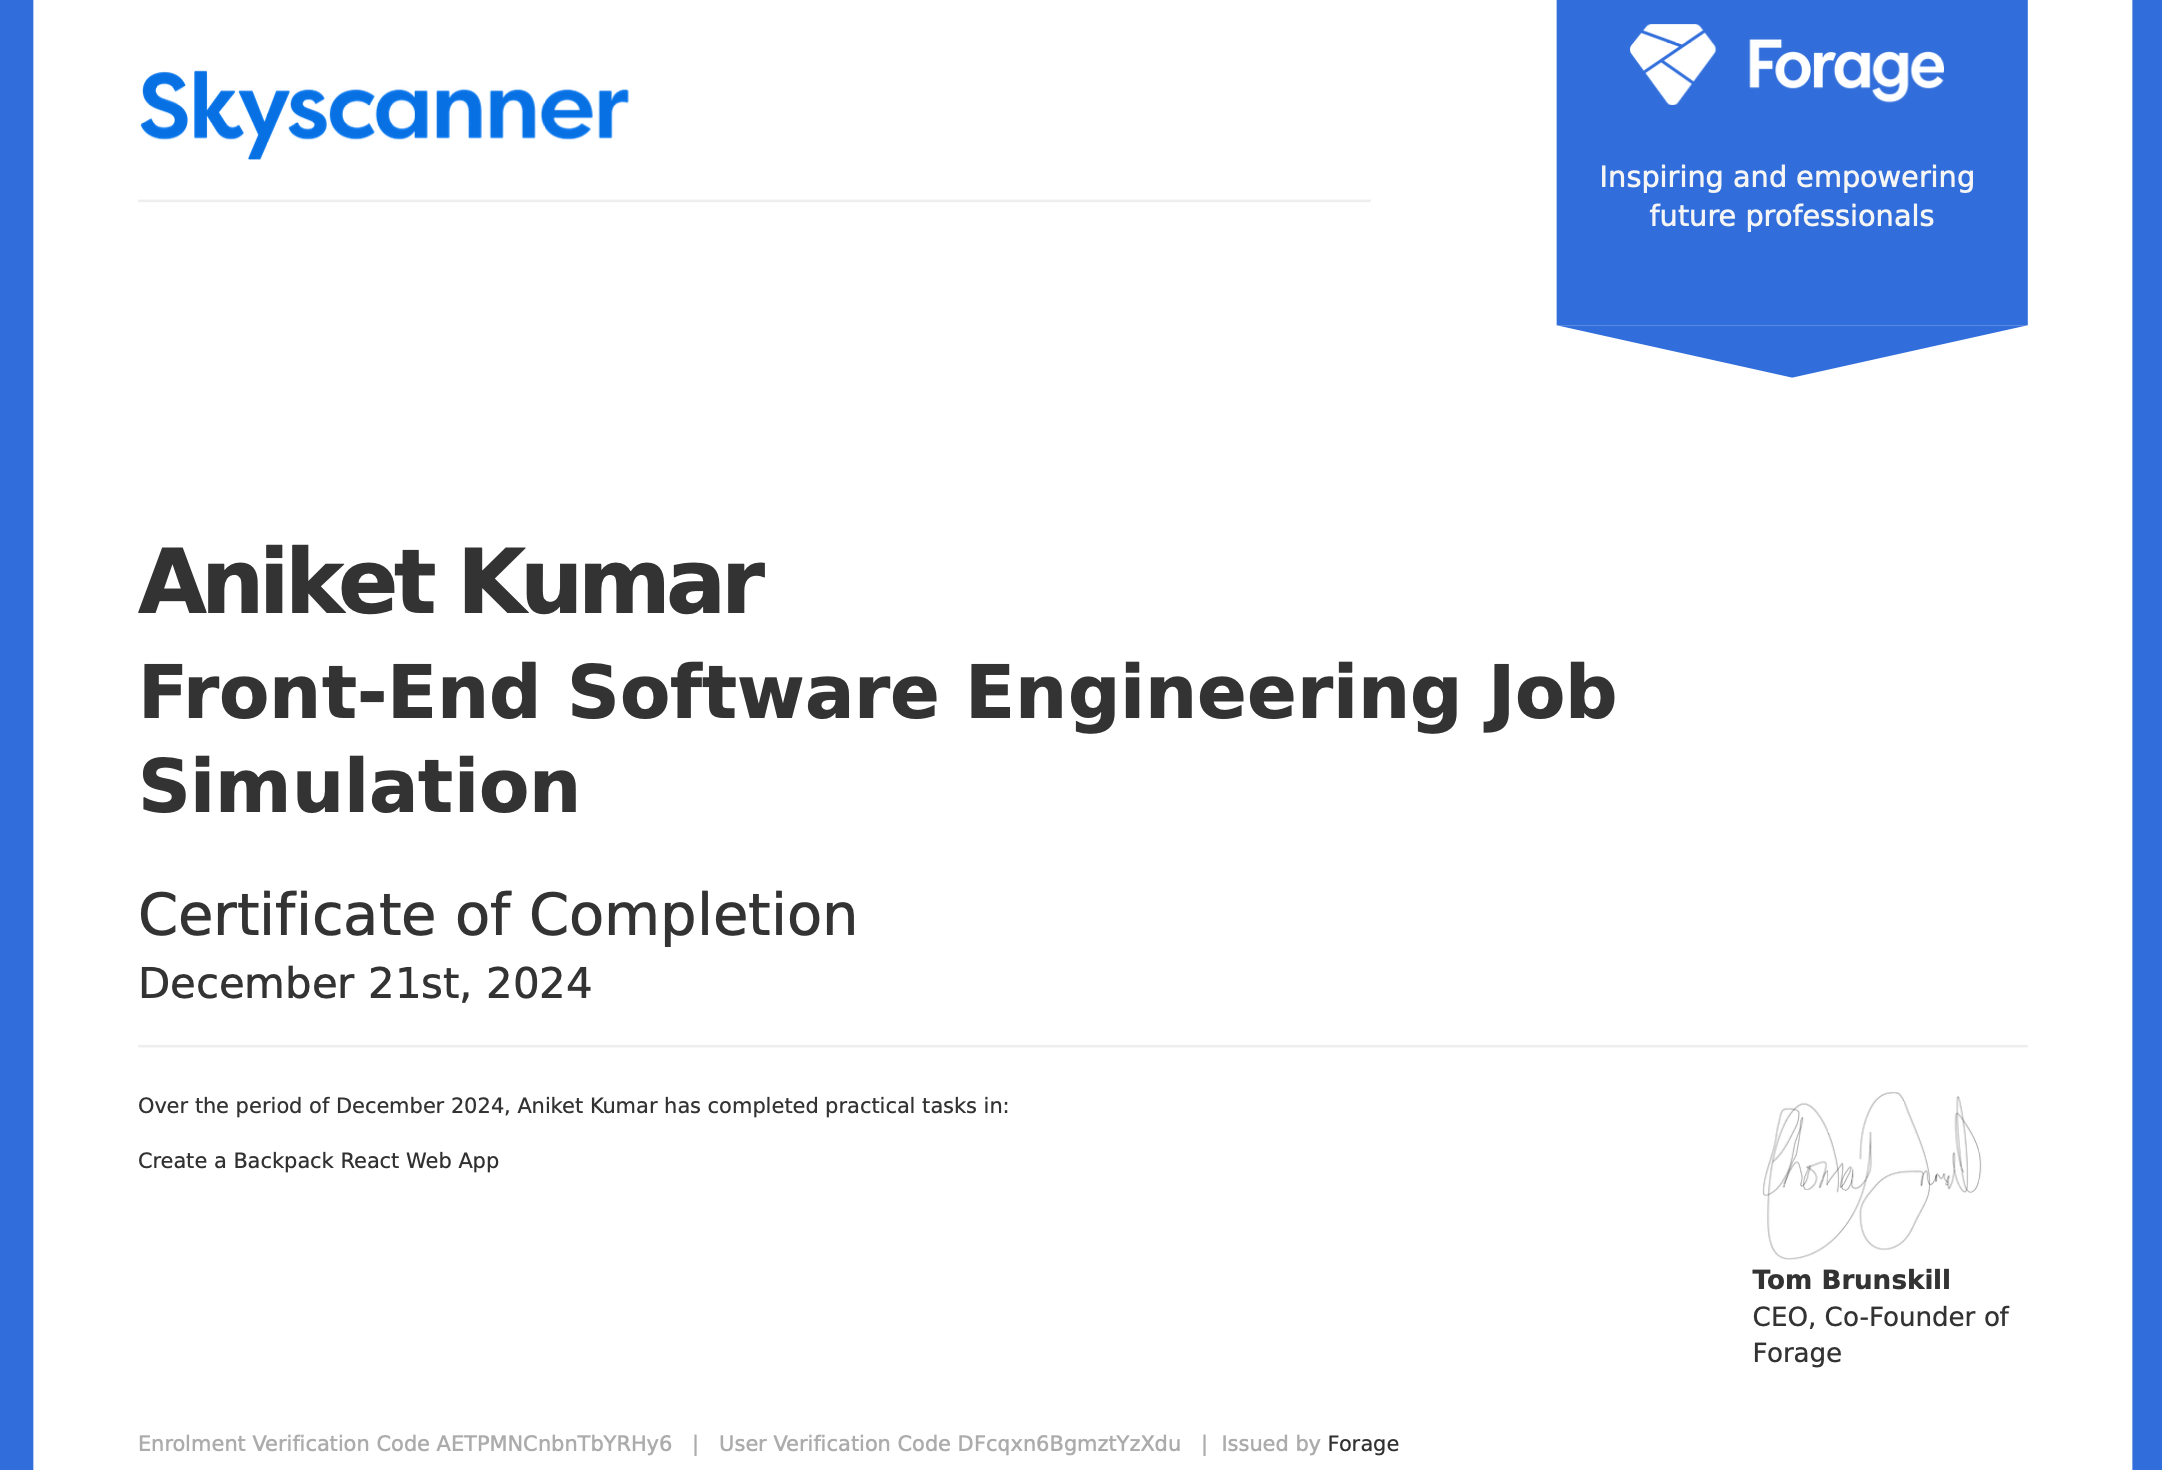 Skyscanner
Forage
Inspiring and empowering
future professionals
Aniket Kumar
Front-End Software Engineering Job
Simulation
Certificate of Completion
December 21st, 2024
Over the period of December 2024, Aniket Kumar has completed practical tasks in:
Create a Backpack React Web App
Tom Brunskill
CEO, Co-Founder of
Forage
Enrolment Verification Code AETPMNCnbnTbYRHy6 | User Verification Code DFcqxn6BgmztYzXdu | Issued by Forage